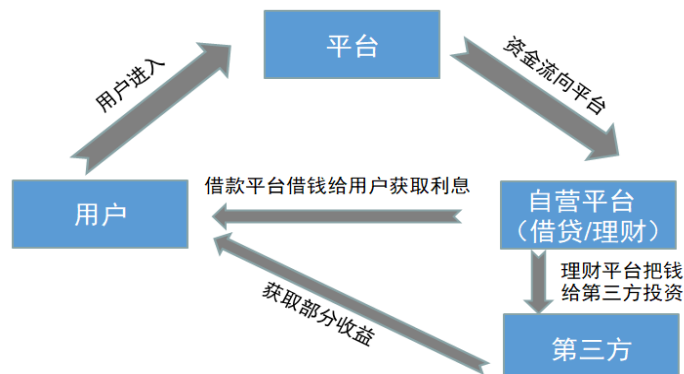 平台
用户进入
资金流向平台
借款平台借钱给用户获取利息
用户
自营平台
（借贷/理财）
理财平台把钱
给第三方投资
获取部分收益
第三方